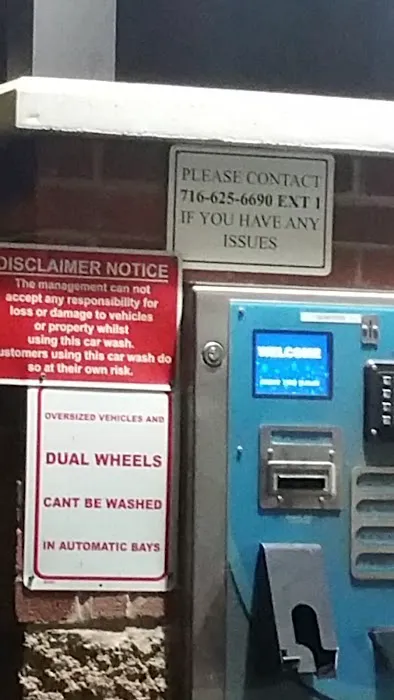 PLEASE CONTACT
716-625-6690 EXT 1
IF YOU HAVE ANY
ISSUES
DISCLAIMER NOTICE
The management can not
accept any responsibility for
loss or damage to vehicles
or property whilst
using this car wash.
ustomers using this car wash do
so at their own risk.
OVERSIZED VEHICLES AND
DUAL WHEELS
CANT BE WASHED
IN AUTOMATIC BAYS
WELCOME